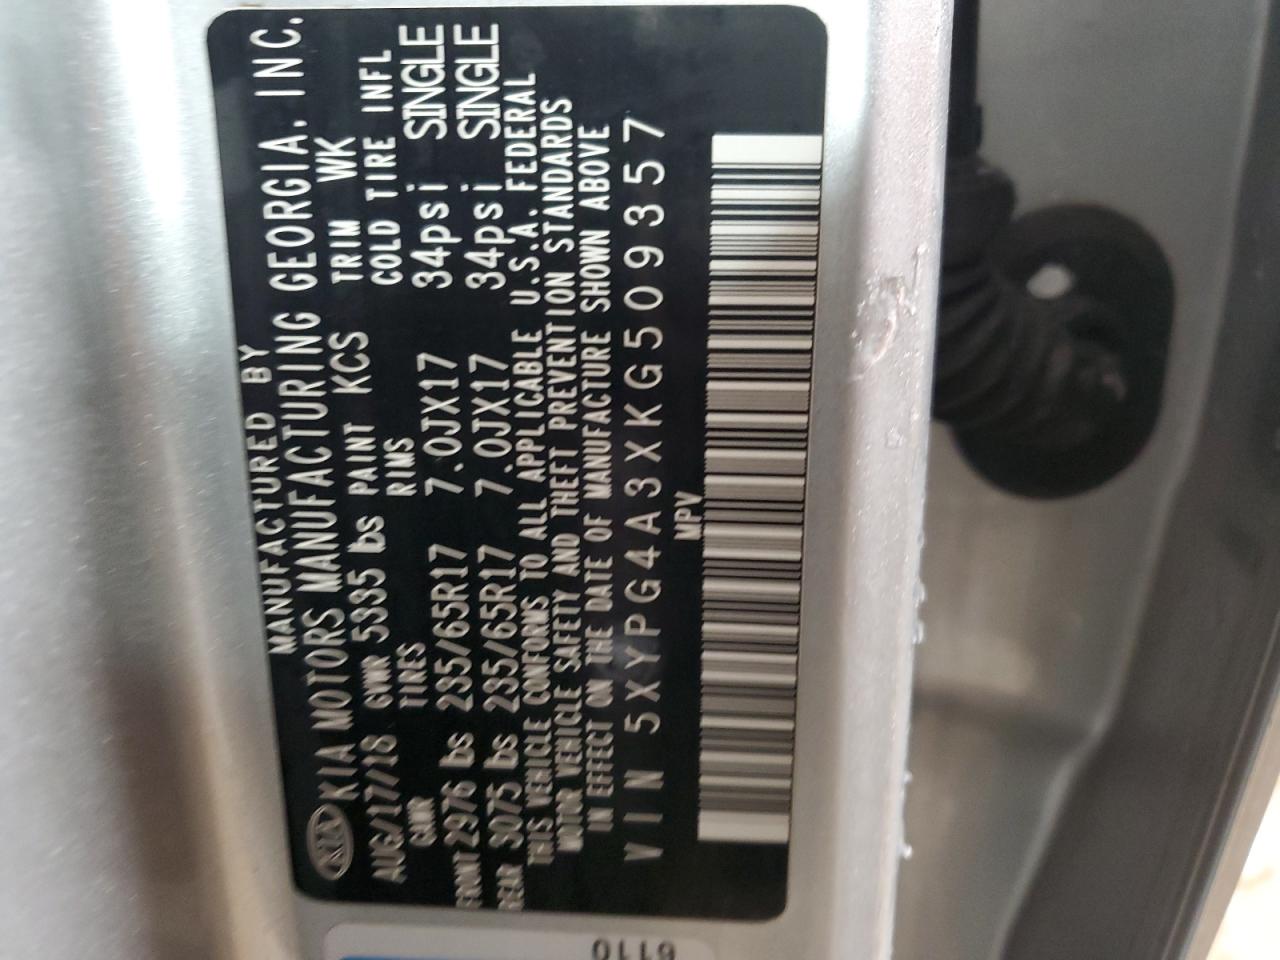 MANUFACTURED BY
KIA KIA MOTORS MANUFACTURING GEORGIA, INC.
AUG/17/18 GVWR 5335 lbs PAINT KCS TRIM WK
GAWR TIRES RIMS COLD TIRE INFL
FRONT 2976 lbs 235/65R17 7.0JX17 34psi SINGLE
REAR 3075 lbs 235/65R17 7.0JX17 34psi SINGLE
THIS VEHICLE CONFORMS TO ALL APPLICABLE U.S.A. FEDERAL
MOTOR VEHICLE SAFETY AND THEFT PREVENTION STANDARDS
IN EFFECT ON THE DATE OF MANUFACTURE SHOWN ABOVE
VIN 5XYPG4A3XKG509357
MPV
6110